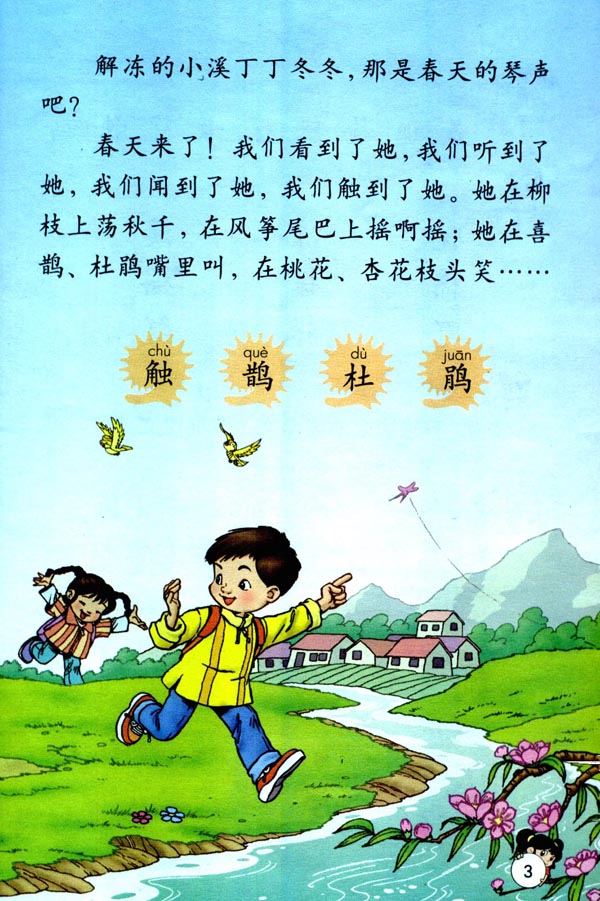 解冻的小溪丁丁冬冬，那是春天的琴声
吧？
春天来了！我们看到了她，我们听到了
她，我们闻到了她，我们触到了她。她在柳
枝上荡秋千，在风筝尾巴上摇啊摇；她在喜
鹊、杜鹃嘴里叫，在桃花、杏花枝头笑……
chù què dù juān
触 鹊 杜 鹃
3